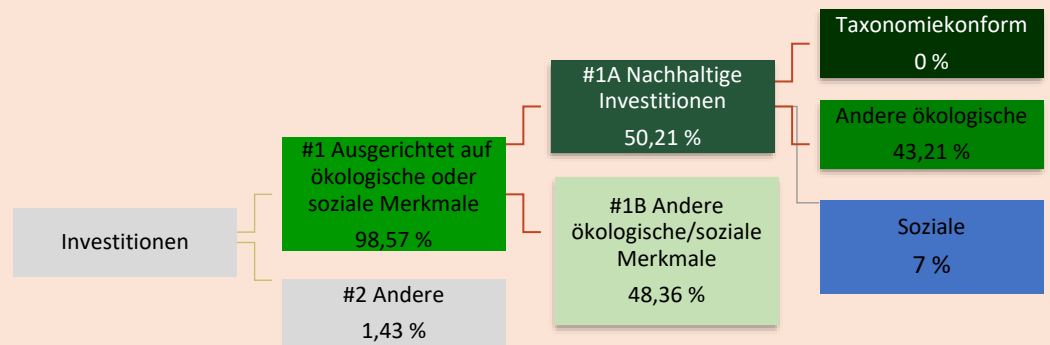 Investitionen
#1 Ausgerichtet auf
ökologische oder
soziale Merkmale
98,57 %
#2 Andere
1,43 %
#1A Nachhaltige
Investitionen
50,21 %
#1B Andere
ökologische/soziale
Merkmale
48,36 %
Taxonomiekonform
0 %
Andere ökologische
43,21 %
Soziale
7 %